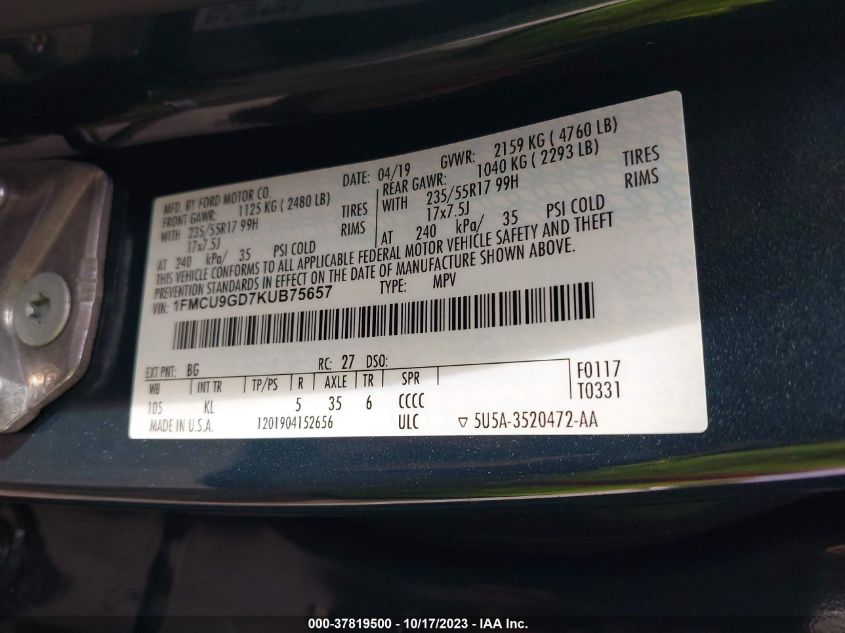 MFD. BY FORD MOTOR CO.
DATE: 04/19 GVWR: 2159 KG ( 4760 LB)
FRONT GAWR: 1125 KG ( 2480 LB)
REAR GAWR: 1040 KG ( 2293 LB)
WITH 235/55R17 99H TIRES
WITH 235/55R17 99H TIRES
17x7.5J RIMS
17x7.5J RIMS
AT 240 kPa/ 35 PSI COLD
AT 240 kPa/ 35 PSI COLD
THIS VEHICLE CONFORMS TO ALL APPLICABLE FEDERAL MOTOR VEHICLE SAFETY AND THEFT
PREVENTION STANDARDS IN EFFECT ON THE DATE OF MANUFACTURE SHOWN ABOVE.
VIN: 1FMCU9GD7KUB75657 TYPE: MPV
EXT PNT: BG RC: 27 DSO:
WB INT TR TP/PS R AXLE TR SPR F0117
105 KL 5 35 6 CCCC T0331
MADE IN U.S.A. 1201904152656 ULC ▽ 5U5A-3520472-AA
000-37819500 - 10/17/2023 - IAA Inc.